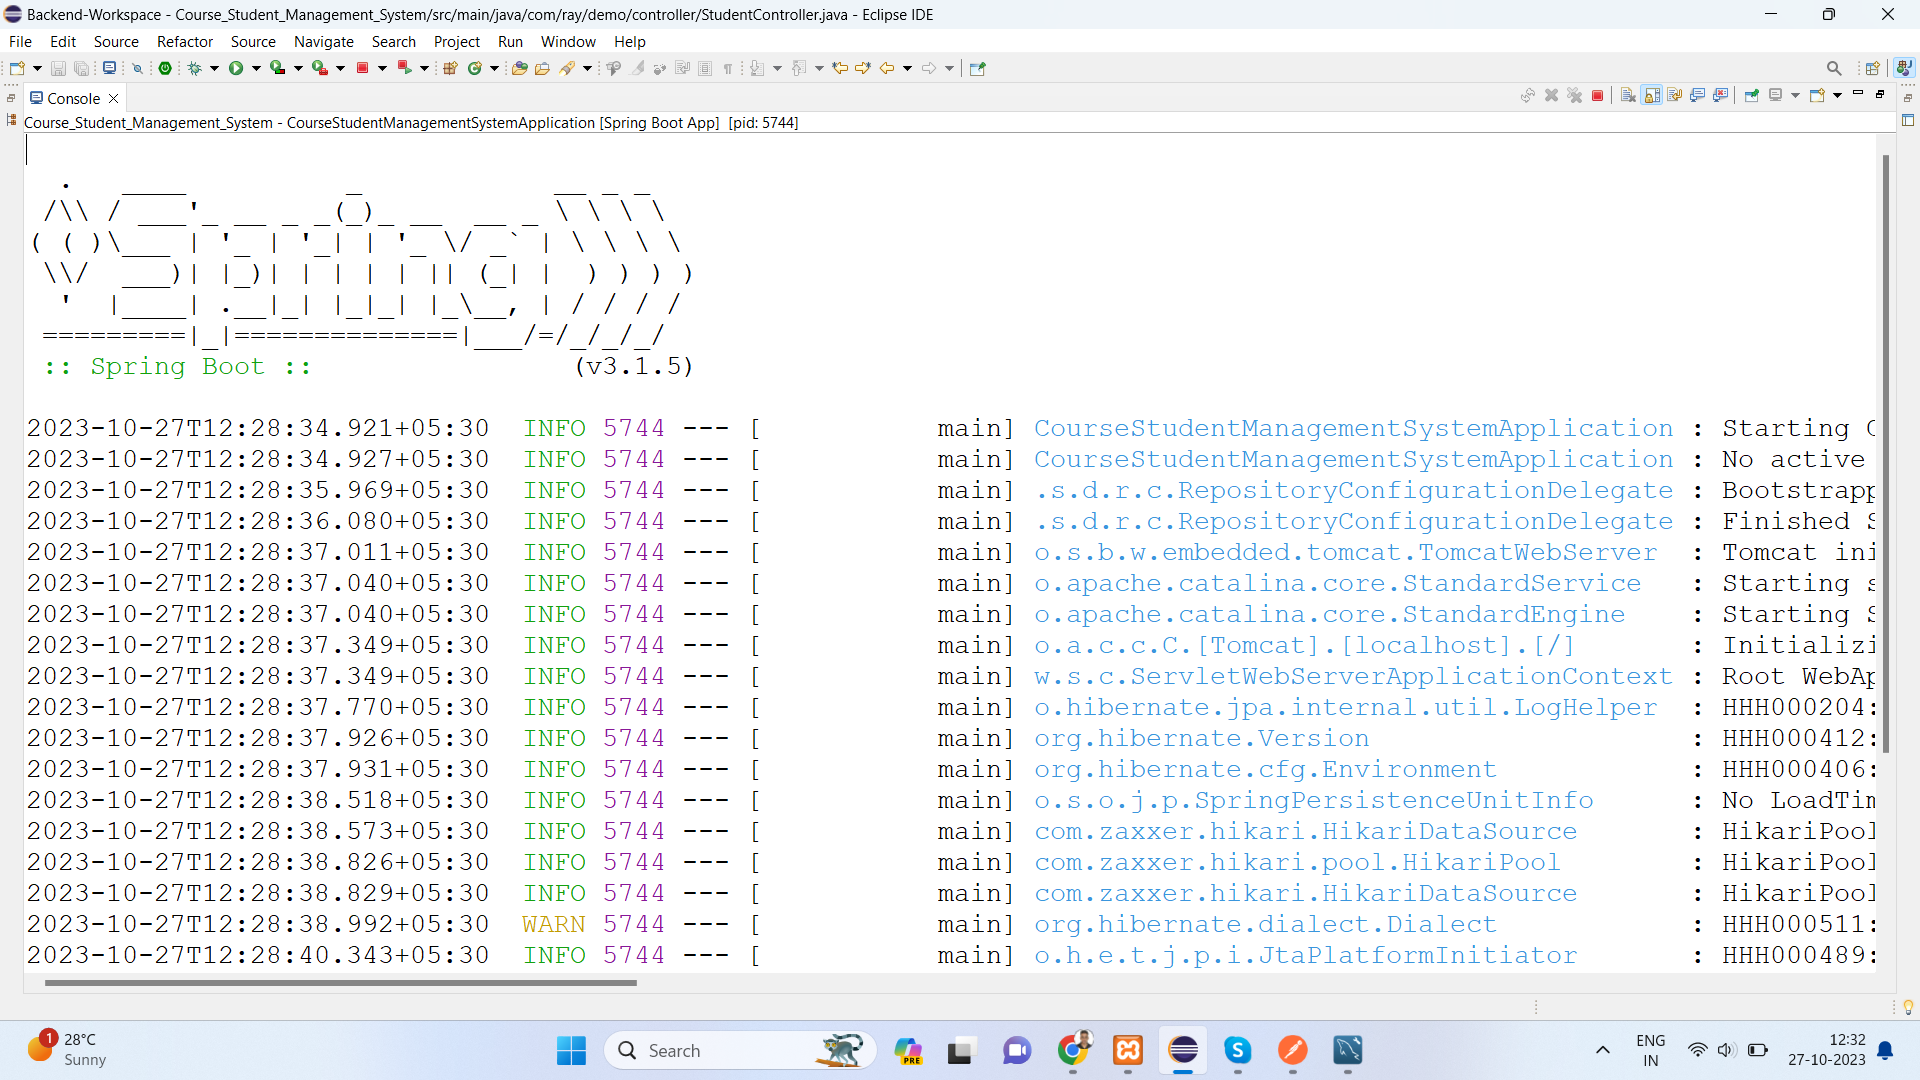 Backend-Workspace - Course_Student_Management_System/src/main/java/com/ray/demo/controller/StudentController.java - Eclipse IDE
File Edit Source Refactor Source Navigate Search Project Run Window Help
Console
Course_Student_Management_System - CourseStudentManagementSystemApplication [Spring Boot App] [pid: 5744]
Spring
:: Spring Boot :: (v3.1.5)
2023-10-27T12:28:34.921+05:30 INFO 5744 --- [ main] CourseStudentManagementSystemApplication : Starting C
2023-10-27T12:28:34.927+05:30 INFO 5744 --- [ main] CourseStudentManagementSystemApplication : No active
2023-10-27T12:28:35.969+05:30 INFO 5744 --- [ main] .s.d.r.c.RepositoryConfigurationDelegate : Bootstrapp
2023-10-27T12:28:36.080+05:30 INFO 5744 --- [ main] .s.d.r.c.RepositoryConfigurationDelegate : Finished S
2023-10-27T12:28:37.011+05:30 INFO 5744 --- [ main] o.s.b.w.embedded.tomcat.TomcatWebServer : Tomcat ini
2023-10-27T12:28:37.040+05:30 INFO 5744 --- [ main] o.apache.catalina.core.StandardService : Starting s
2023-10-27T12:28:37.040+05:30 INFO 5744 --- [ main] o.apache.catalina.core.StandardEngine : Starting S
2023-10-27T12:28:37.349+05:30 INFO 5744 --- [ main] o.a.c.c.C.[Tomcat].[localhost].[/] : Initializi
2023-10-27T12:28:37.349+05:30 INFO 5744 --- [ main] w.s.c.ServletWebServerApplicationContext : Root WebAp
2023-10-27T12:28:37.770+05:30 INFO 5744 --- [ main] o.hibernate.jpa.internal.util.LogHelper : HHH000204:
2023-10-27T12:28:37.926+05:30 INFO 5744 --- [ main] org.hibernate.Version : HHH000412:
2023-10-27T12:28:37.931+05:30 INFO 5744 --- [ main] org.hibernate.cfg.Environment : HHH000406:
2023-10-27T12:28:38.518+05:30 INFO 5744 --- [ main] o.s.o.j.p.SpringPersistenceUnitInfo : No LoadTim
2023-10-27T12:28:38.573+05:30 INFO 5744 --- [ main] com.zaxxer.hikari.HikariDataSource : HikariPool
2023-10-27T12:28:38.826+05:30 INFO 5744 --- [ main] com.zaxxer.hikari.pool.HikariPool : HikariPool
2023-10-27T12:28:38.829+05:30 INFO 5744 --- [ main] com.zaxxer.hikari.HikariDataSource : HikariPool
2023-10-27T12:28:38.992+05:30 WARN 5744 --- [ main] org.hibernate.dialect.Dialect : HHH000511:
2023-10-27T12:28:40.343+05:30 INFO 5744 --- [ main] o.h.e.t.j.p.i.JtaPlatformInitiator : HHH000489:
1
28°C
Sunny
Search
PRE
ENG
IN
12:32
27-10-2023